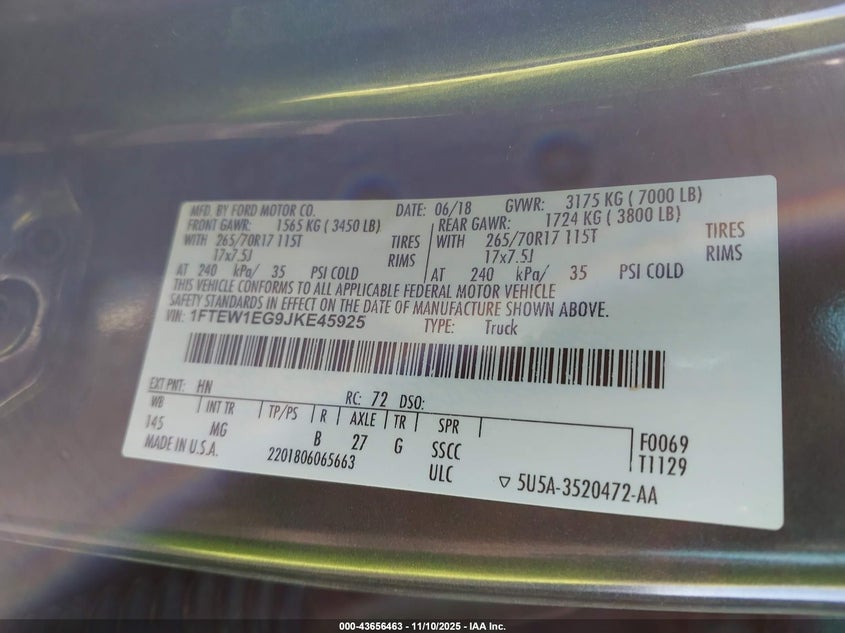 MFD. BY FORD MOTOR CO. DATE: 06/18 GVWR: 3175 KG ( 7000 LB)
FRONT GAWR: 1565 KG ( 3450 LB) REAR GAWR: 1724 KG ( 3800 LB)
WITH 265/70R17 115T TIRES WITH 265/70R17 115T TIRES
17x7.5J RIMS 17x7.5J RIMS
AT 240 kPa/ 35 PSI COLD AT 240 kPa/ 35 PSI COLD
THIS VEHICLE CONFORMS TO ALL APPLICABLE FEDERAL MOTOR VEHICLE
SAFETY STANDARDS IN EFFECT ON THE DATE OF MANUFACTURE SHOWN ABOVE.
VIN: 1FTEW1EG9JKE45925 TYPE: Truck
EXT PNT: HN RC: 72 DSO:
WB INT TR TP/PS R AXLE TR SPR
145 MG B 27 G SSCC F0069
MADE IN U.S.A. 2201806065663 ULC T1129
▽ 5U5A-3520472-AA
000-43656463 - 11/10/2025 - IAA Inc.